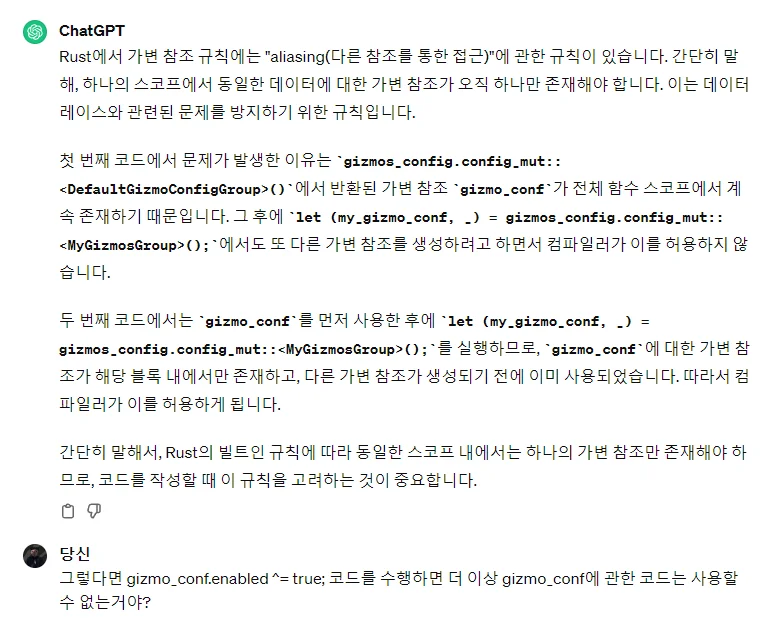 ChatGPT
Rust에서 가변 참조 규칙에는 "aliasing(다른 참조를 통한 접근)"에 관한 규칙이 있습니다. 간단히 말
해, 하나의 스코프에서 동일한 데이터에 대한 가변 참조가 오직 하나만 존재해야 합니다. 이는 데이터
레이스와 관련된 문제를 방지하기 위한 규칙입니다.
첫 번째 코드에서 문제가 발생한 이유는 `gizmos_config.config_mut::
<DefaultGizmoConfigGroup>()`에서 반환된 가변 참조 `gizmo_conf`가 전체 함수 스코프에서 계
속 존재하기 때문입니다. 그 후에 `let (my_gizmo_conf, _) = gizmos_config.config_mut::
<MyGizmosGroup>();`에서도 또 다른 가변 참조를 생성하려고 하면서 컴파일러가 이를 허용하지 않
습니다.
두 번째 코드에서는 `gizmo_conf`를 먼저 사용한 후에 `let (my_gizmo_conf, _) =
gizmos_config.config_mut::<MyGizmosGroup>();`를 실행하므로, `gizmo_conf`에 대한 가변 참
조가 해당 블록 내에서만 존재하고, 다른 가변 참조가 생성되기 전에 이미 사용되었습니다. 따라서 컴
파일러가 이를 허용하게 됩니다.
간단히 말해서, Rust의 빌트인 규칙에 따라 동일한 스코프 내에서는 하나의 가변 참조만 존재해야 하
므로, 코드를 작성할 때 이 규칙을 고려하는 것이 중요합니다.
당신
그렇다면 gizmo_conf.enabled ^= true; 코드를 수행하면 더 이상 gizmo_conf에 관한 코드는 사용할
수 없는거야?